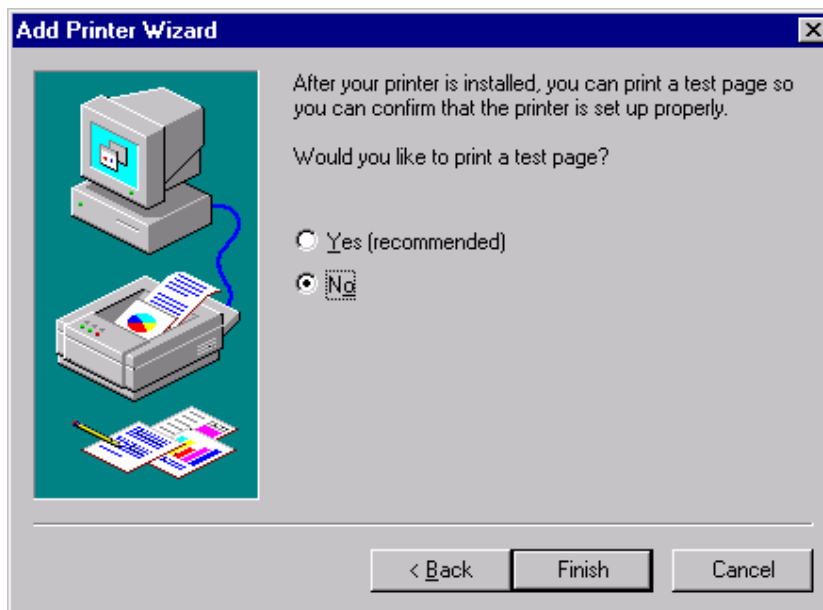 Add Printer Wizard
After your printer is installed, you can print a test page so
you can confirm that the printer is set up properly.
Would you like to print a test page?
Yes (recommended)
No
< Back
Finish
Cancel